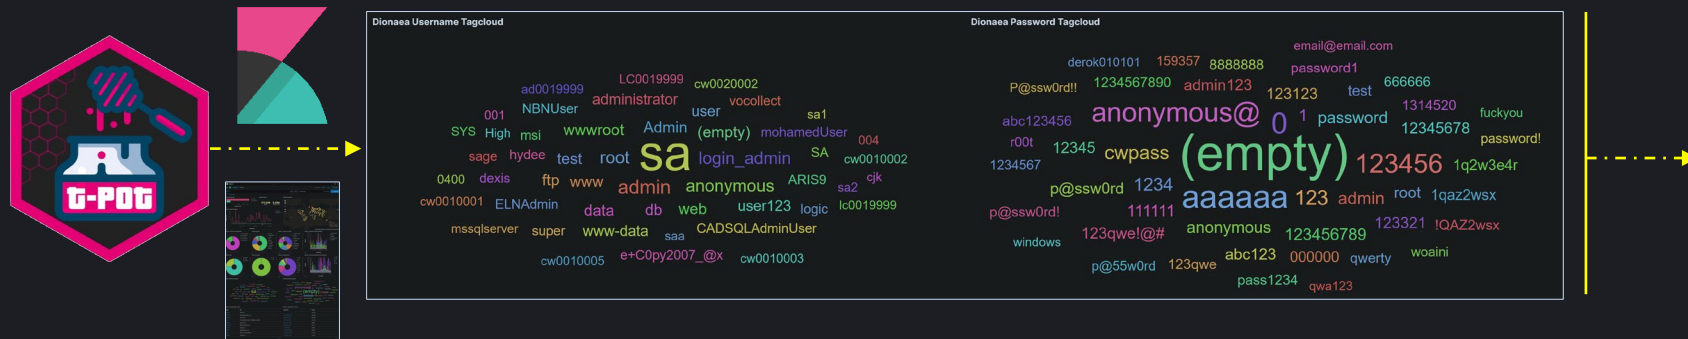 Dionaea Username Tagcloud
LC0019999 cw0020002
ad0019999 administrator vocollect
NBNUser user
001 sa1
SYS High msi wwwroot Admin (empty) mohamedUser
004
sage hydee test root sa login_admin SA cw0010002
0400 dexis ftp www admin anonymous ARIS9 sa2 cjk
cw0010001 ELNAdmin data db web user123 logic lc0019999
mssqlserver super www-data saa CADSQLAdminUser
cw0010005 e+C0py2007_@x cw0010003
Dionaea Password Tagcloud
email@email.com
derok010101 159357 8888888 password1
P@ssw0rd!! 1234567890 admin123 123123 test 666666
abc123456 anonymous@ 0 1 password 1314520 fuckyou
r00t 12345678 password!
1234567 12345 cwpass (empty) 123456 1q2w3e4r
p@ssw0rd 1234 aaaaaa 123 admin root 1qaz2wsx
p@ssw0rd! 111111
windows 123qwe!@# anonymous 123456789 123321 !QAZ2wsx
p@55w0rd 123qwe abc123 000000 qwerty woaini
pass1234 qwa123
t-POt